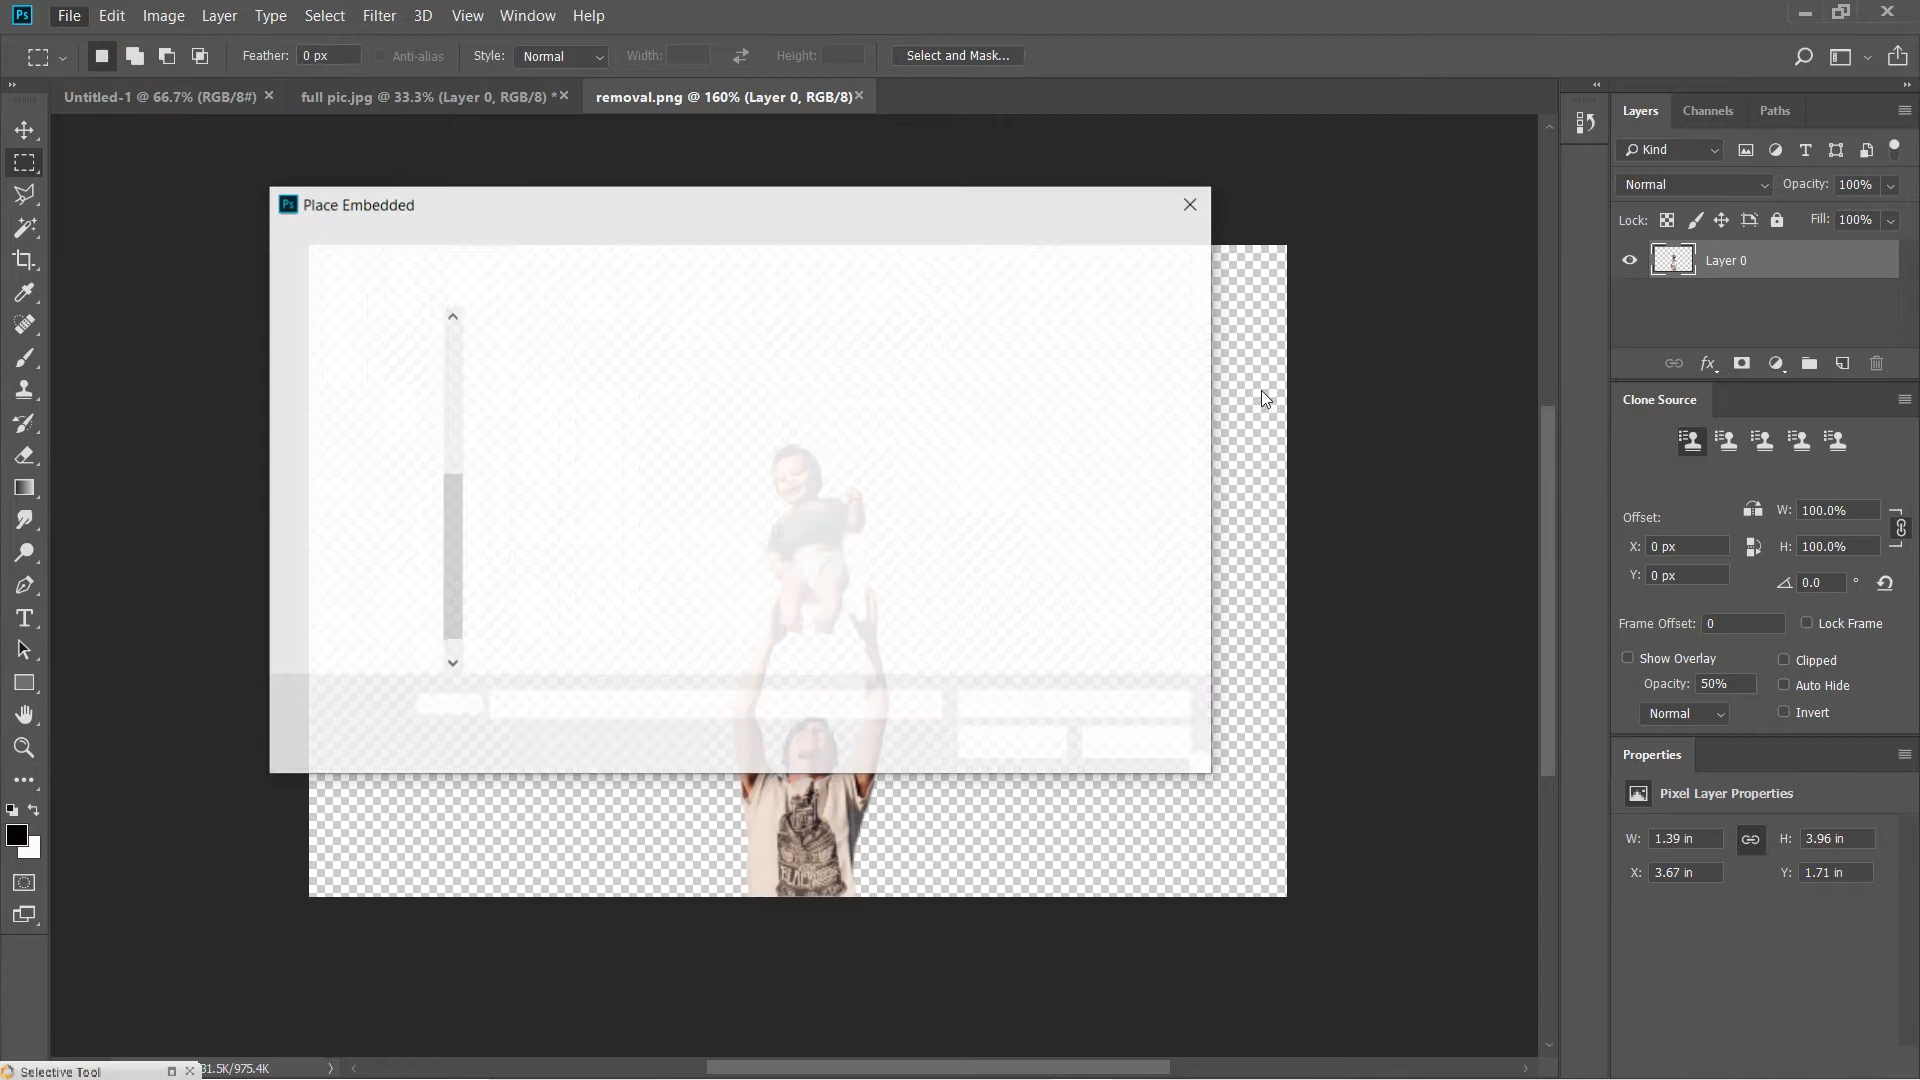 Ps File Edit Image Layer Type Select Filter 3D View Window Help
Feather: 0 px Anti-alias Style: Normal Width: Height: Select and Mask...
Untitled-1 @ 66.7% (RGB/8#) full pic.jpg @ 33.3% (Layer 0, RGB/8) * removal.png @ 160% (Layer 0, RGB/8)
Layers Channels Paths
Kind
Normal Opacity: 100%
Lock: Fill: 100%
Layer 0
Ps Place Embedded
fx
Clone Source
Offset: W: 100.0%
X: 0 px H: 100.0%
Y: 0 px 0.0 °
Frame Offset: 0 Lock Frame
Show Overlay Clipped
Opacity: 50% Auto Hide
Normal Invert
Properties
Pixel Layer Properties
W: 1.39 in H: 3.96 in
X: 3.67 in Y: 1.71 in
Selective Tool 31.5K/975.4K